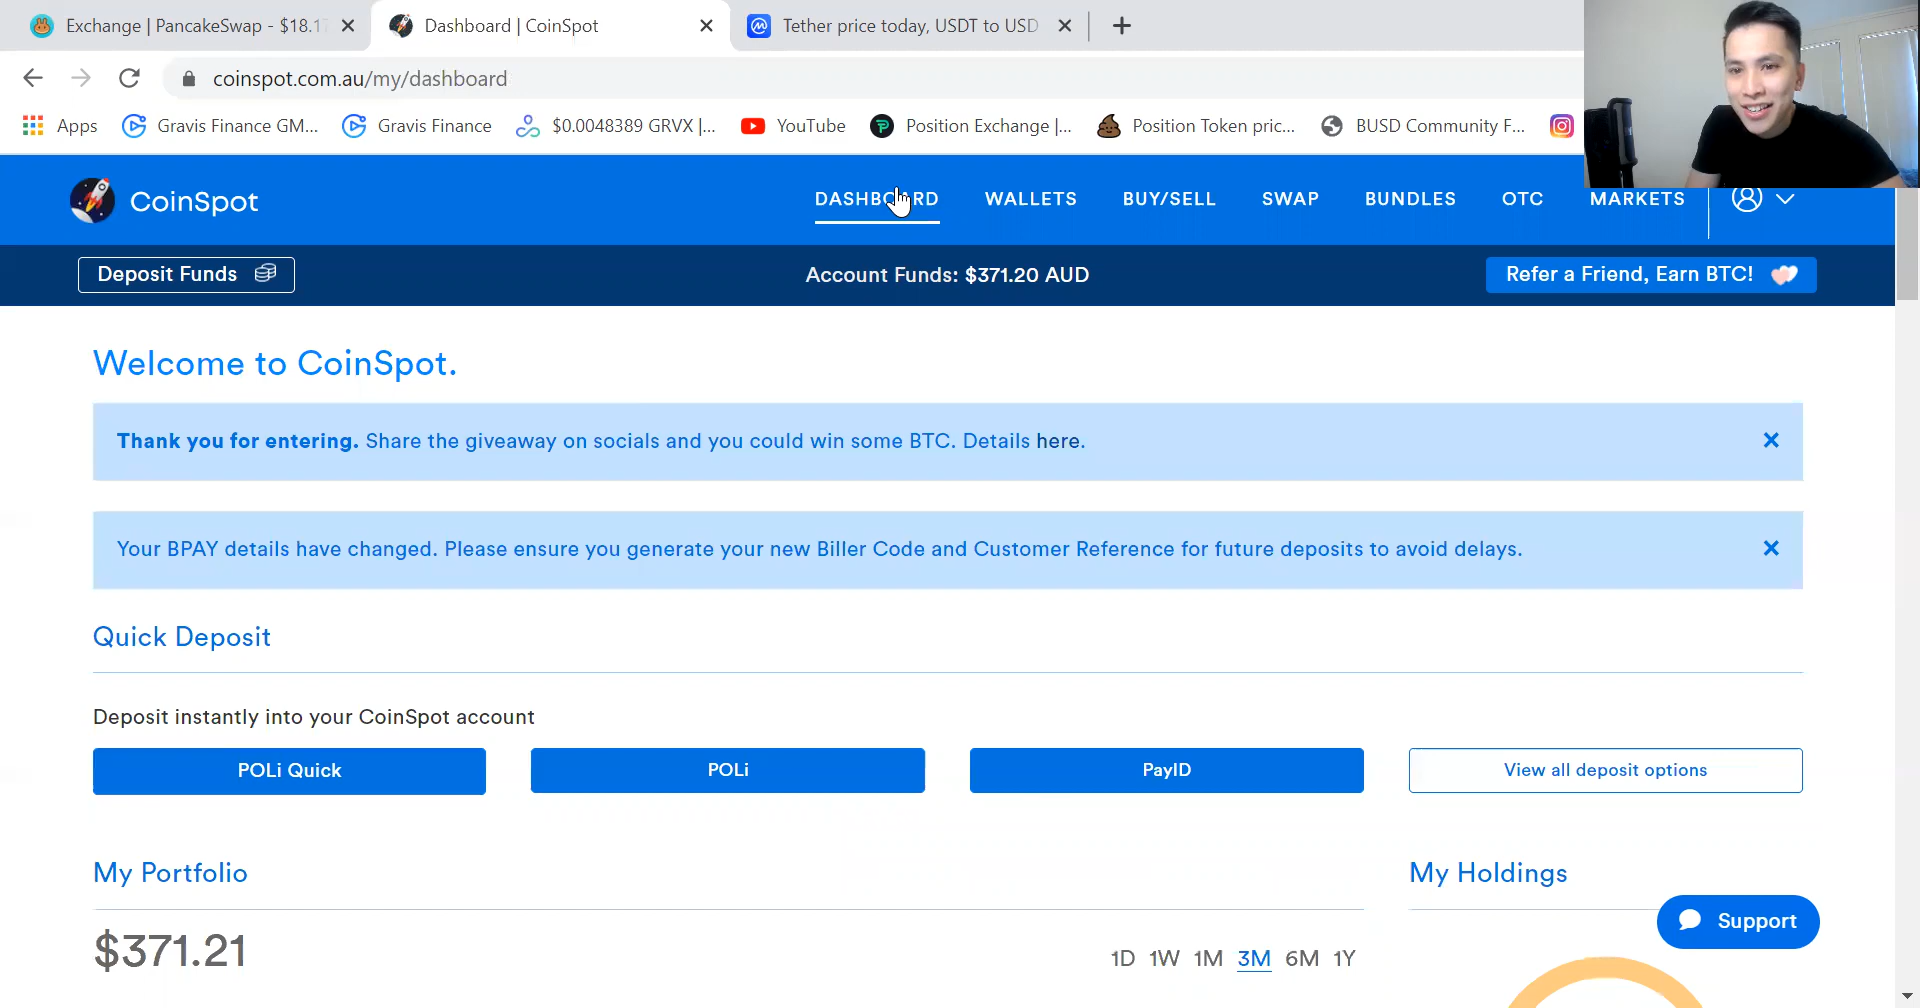 Exchange | PancakeSwap - $18.17
Dashboard | CoinSpot
Tether price today, USDT to USD
coinspot.com.au/my/dashboard
Apps
Gravis Finance GM...
Gravis Finance
$0.0048389 GRVX |...
YouTube
Position Exchange |...
Position Token pric...
BUSD Community F...
CoinSpot
DASHBOARD
WALLETS
BUY/SELL
SWAP
BUNDLES
OTC
MARKETS
Deposit Funds
Account Funds: $371.20 AUD
Refer a Friend, Earn BTC!
Welcome to CoinSpot.
Thank you for entering. Share the giveaway on socials and you could win some BTC. Details here.
Your BPAY details have changed. Please ensure you generate your new Biller Code and Customer Reference for future deposits to avoid delays.
Quick Deposit
Deposit instantly into your CoinSpot account
POLi Quick
POLi
PayID
View all deposit options
My Portfolio
My Holdings
Support
$371.21
1D 1W 1M 3M 6M 1Y